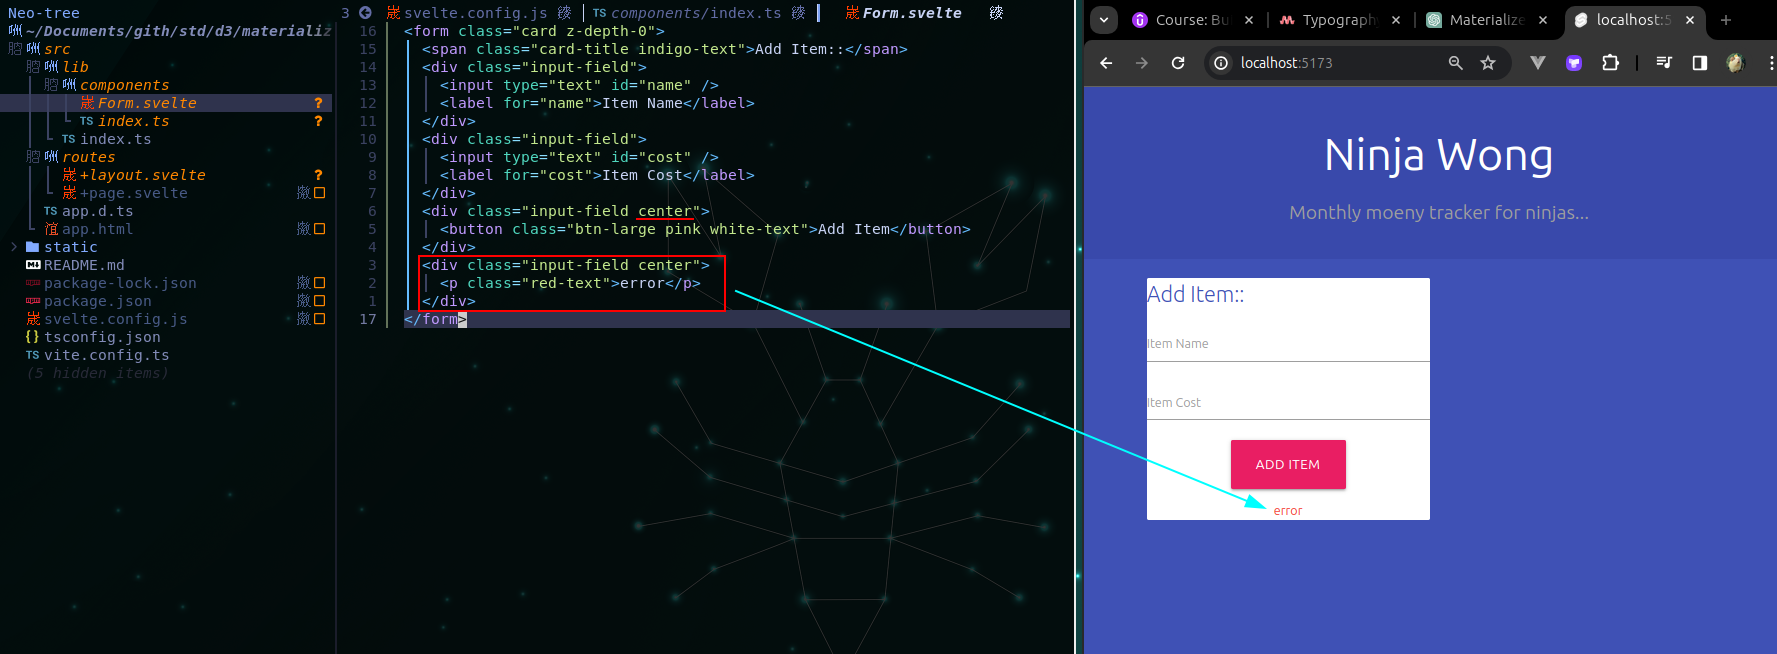 Neo-tree
~/Documents/gith/std/d3/materializ
src
lib
components
Form.svelte ?
index.ts ?
index.ts
routes
+layout.svelte ?
+page.svelte
app.d.ts
app.html
static
README.md
package-lock.json
package.json
svelte.config.js
tsconfig.json
vite.config.ts
(5 hidden items)
3 svelte.config.js TS components/index.ts Form.svelte
16 <form class="card z-depth-0">
15 <span class="card-title indigo-text">Add Item::</span>
14 <div class="input-field">
13 <input type="text" id="name" />
12 <label for="name">Item Name</label>
11 </div>
10 <div class="input-field">
9 <input type="text" id="cost" />
8 <label for="cost">Item Cost</label>
7 </div>
6 <div class="input-field center">
5 <button class="btn-large pink white-text">Add Item</button>
4 </div>
3 <div class="input-field center">
2 <p class="red-text">error</p>
1 </div>
17 </form>
Course: Bu
Typograph
Materialize
localhost:5
localhost:5173
Ninja Wong
Monthly moeny tracker for ninjas...
Add Item::
Item Name
Item Cost
ADD ITEM
error